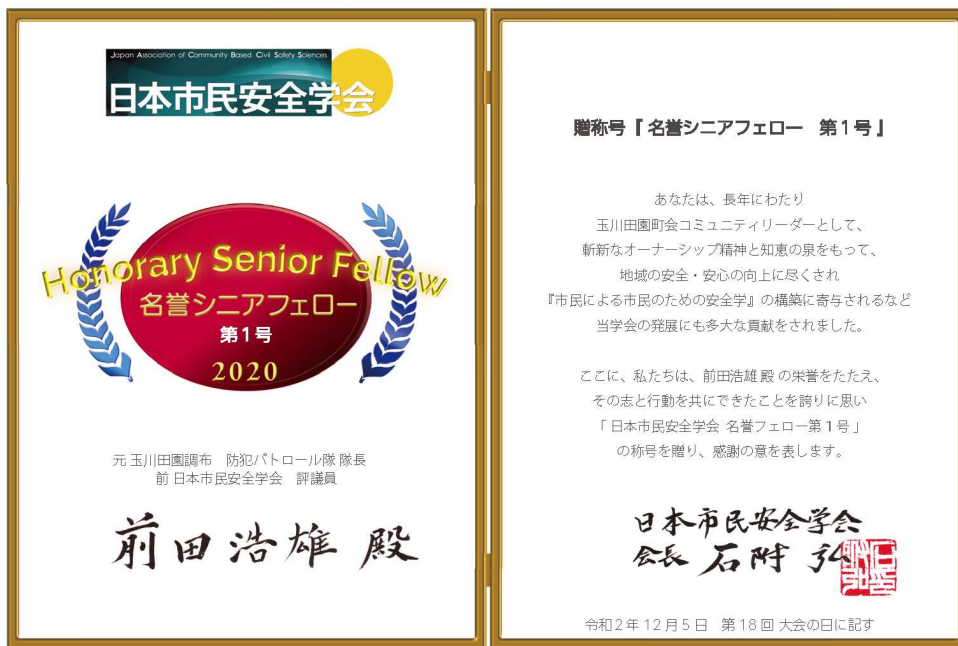 Japan Association of Community Based Civil Safety Sciences
日本市民安全学会
Honorary Senior Fellow
名誉シニアフェロー
第1号
2020
元 玉川田園調布 防犯パトロール隊 隊長
前 日本市民安全学会 評議員
前田浩雄 殿
贈称号『名誉シニアフェロー 第1号』
あなたは、長年にわたり
玉川田園町会コミュニティリーダーとして、
斬新なオーナーシップ精神と知恵の泉をもって、
地域の安全・安心の向上に尽くされ
『市民による市民のための安全学』の構築に寄与されるなど
当学会の発展にも多大な貢献をされました。
ここに、私たちは、前田浩雄 殿 の栄誉をたたえ、
その志と行動を共にできたことを誇りに思い
「日本市民安全学会 名誉フェロー第1号」
の称号を贈り、感謝の意を表します。
日本市民安全学会
会長 石附 弘
令和2年12月5日 第18回 大会の日に記す